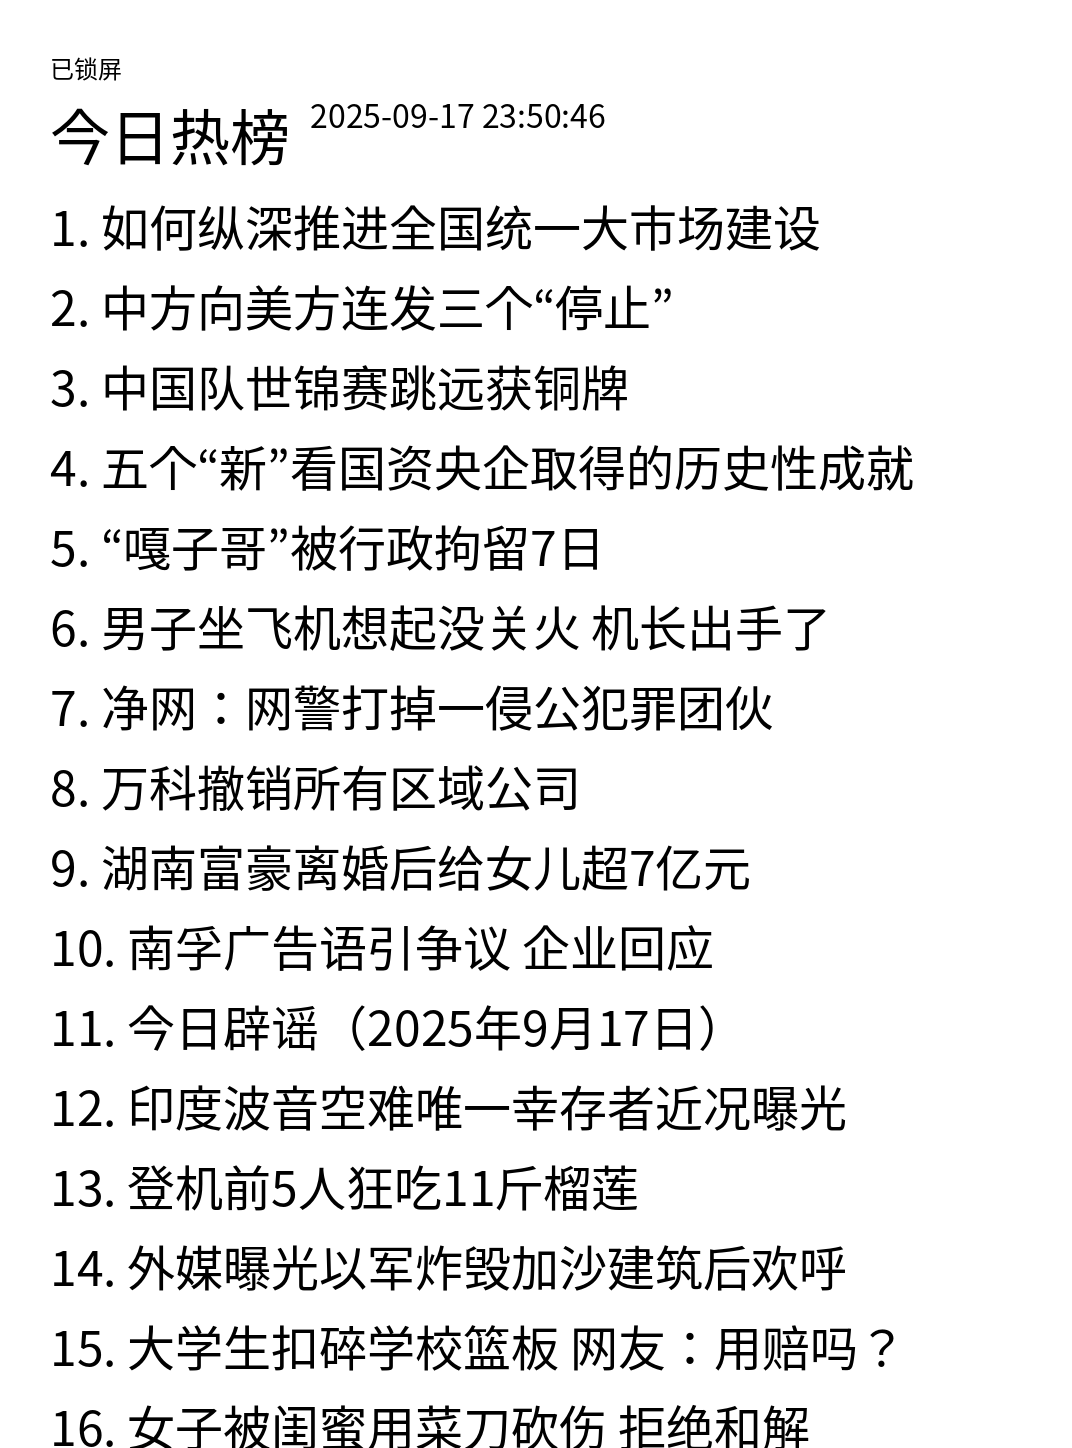 已锁屏
今日热榜 2025-09-17 23:50:46
1. 如何纵深推进全国统一大市场建设
2. 中方向美方连发三个“停止”
3. 中国队世锦赛跳远获铜牌
4. 五个“新”看国资央企取得的历史性成就
5. “嘎子哥”被行政拘留7日
6. 男子坐飞机想起没关火 机长出手了
7. 净网：网警打掉一侵公犯罪团伙
8. 万科撤销所有区域公司
9. 湖南富豪离婚后给女儿超7亿元
10. 南孚广告语引争议 企业回应
11. 今日辟谣（2025年9月17日）
12. 印度波音空难唯一幸存者近况曝光
13. 登机前5人狂吃11斤榴莲
14. 外媒曝光以军炸毁加沙建筑后欢呼
15. 大学生扣碎学校篮板 网友：用赔吗？
16. 女子被闺蜜用菜刀砍伤 拒绝和解